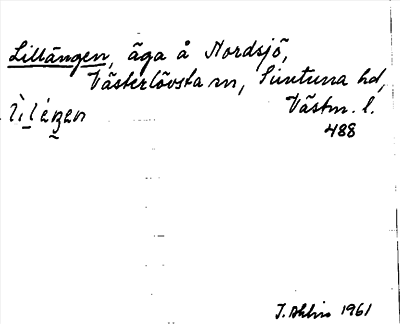 Lillängen, äga å Nordsjö,
Västerlövsta sn, Simtuna hd,
Västm. l.
488
J. Ahlin 1961